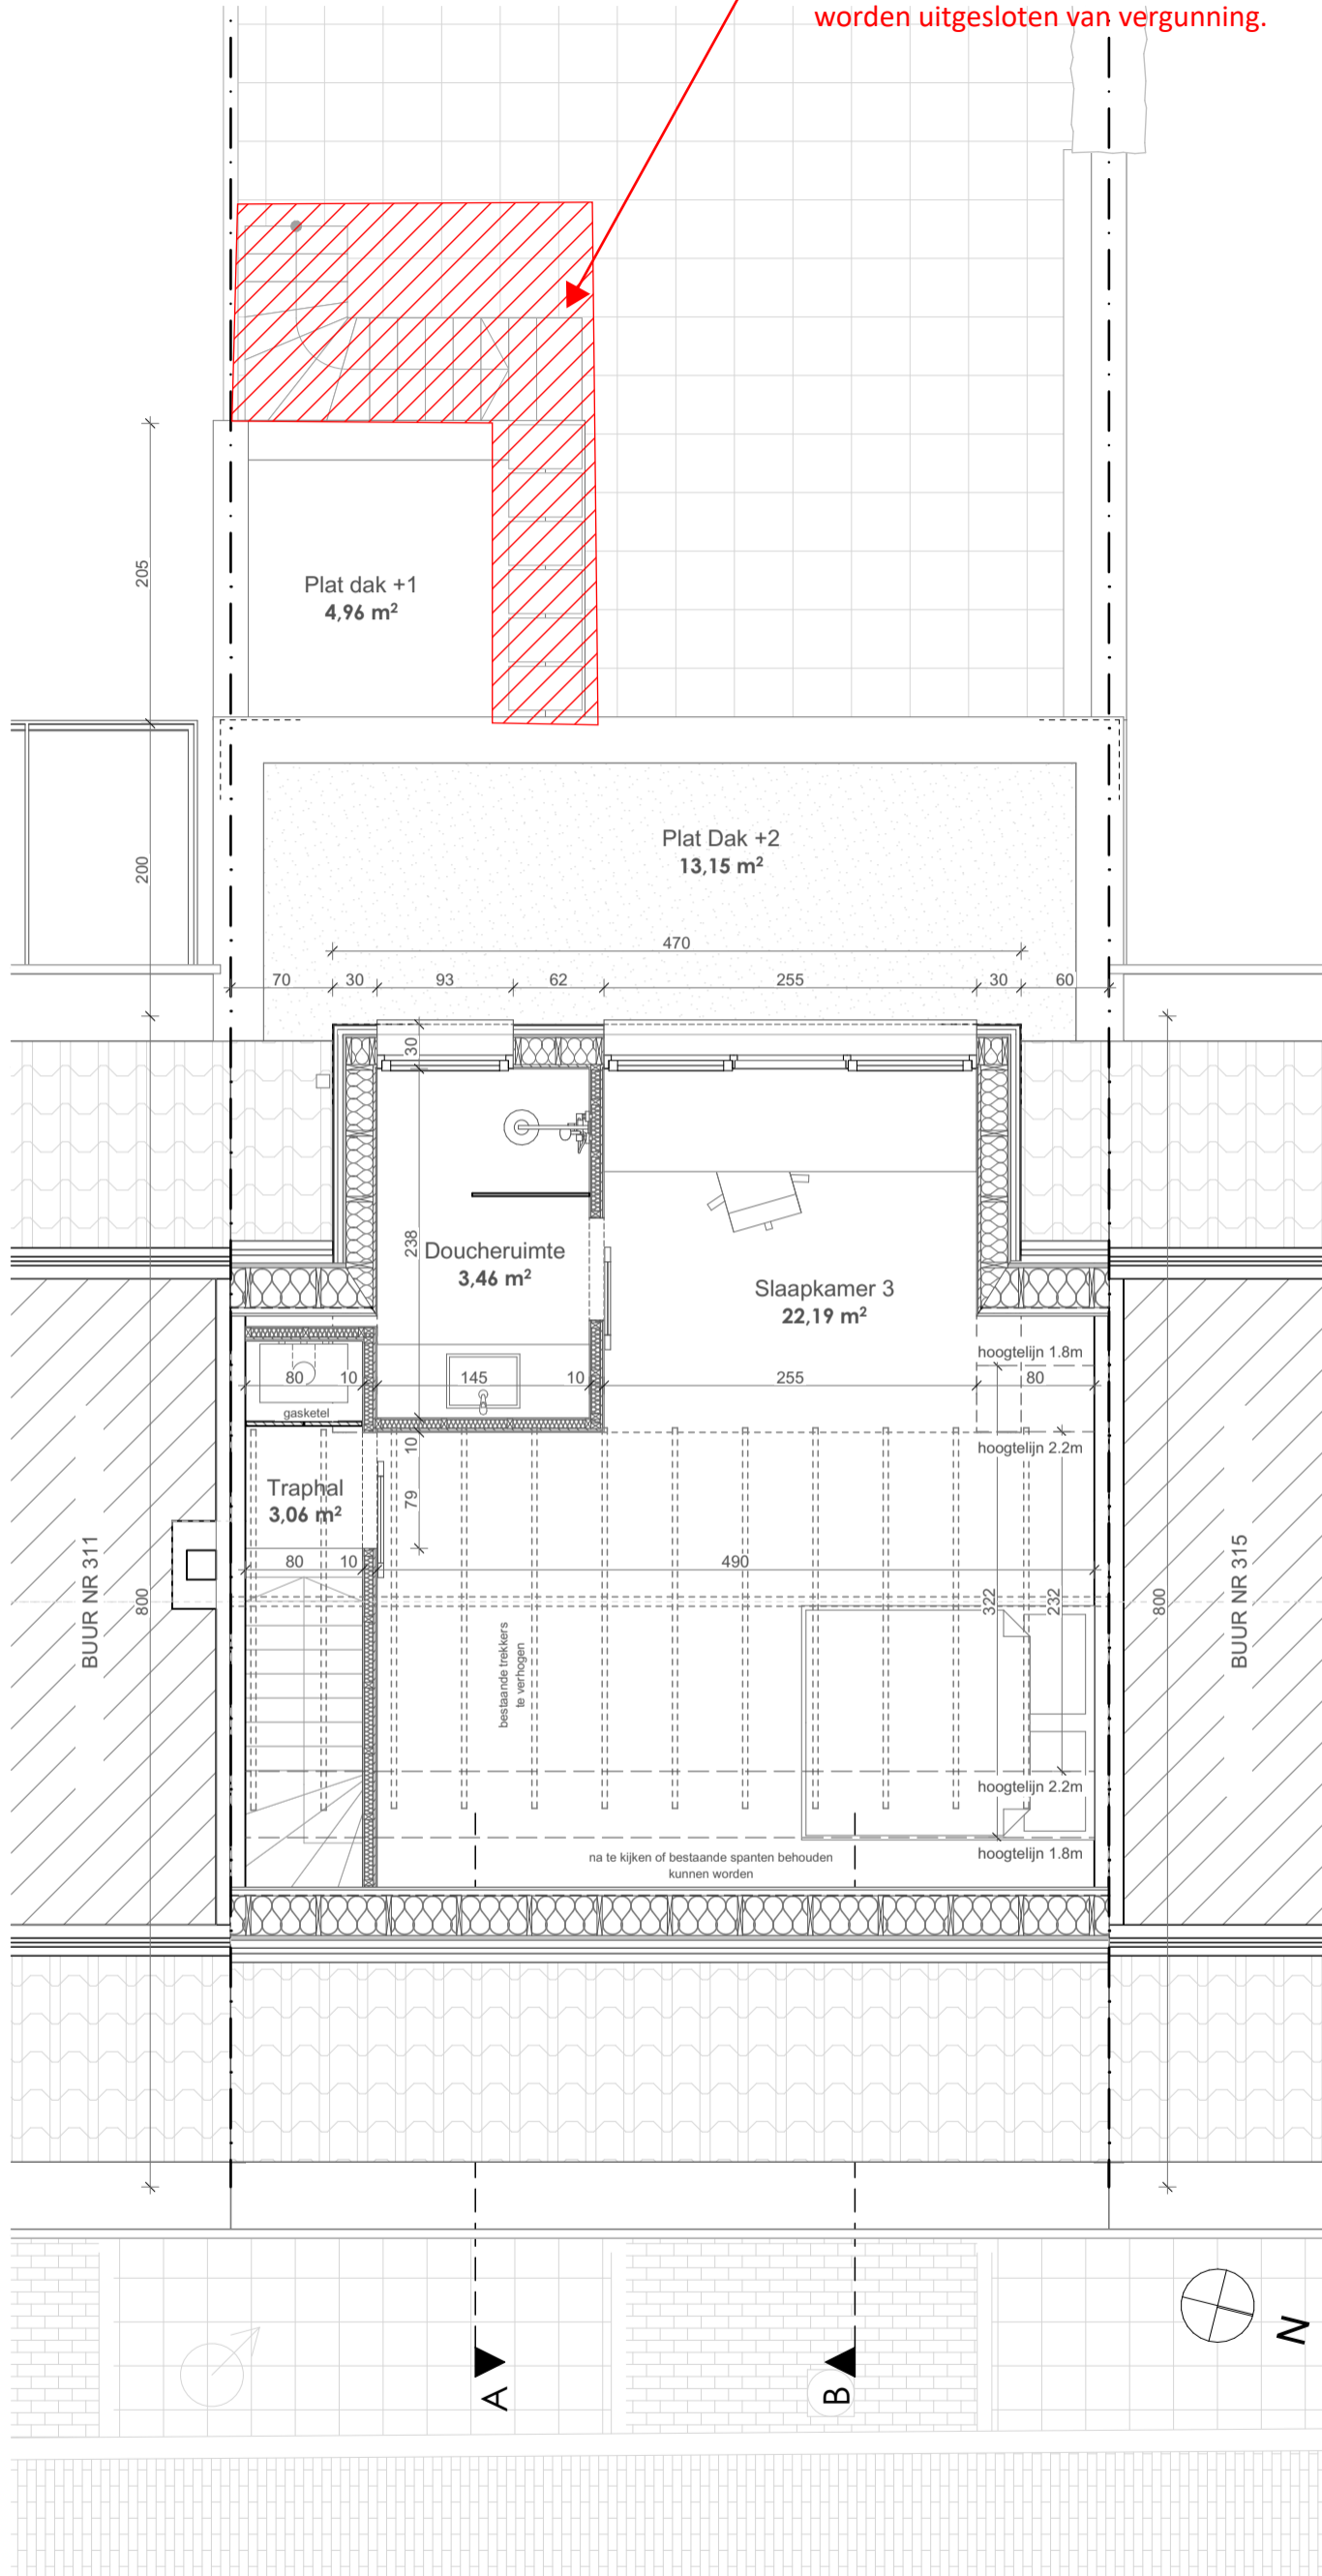 worden uitgesloten van vergunning.
205
Plat dak +1
4,96 m²
200
Plat Dak +2
13,15 m²
470
70 30 93 62 255 30 60
30
238
Doucheruimte
3,46 m²
Slaapkamer 3
22,19 m²
hoogtelijn 1.8m
80 10 145 10 255 80
gasketel
10
hoogtelijn 2.2m
Traphal
3,06 m²
79
80 10 490
BUUR NR 311
800
322
232
800
BUUR NR 315
bestaande trekkers
te verhogen
hoogtelijn 2.2m
hoogtelijn 1.8m
na te kijken of bestaande spanten behouden
kunnen worden
N
A
B